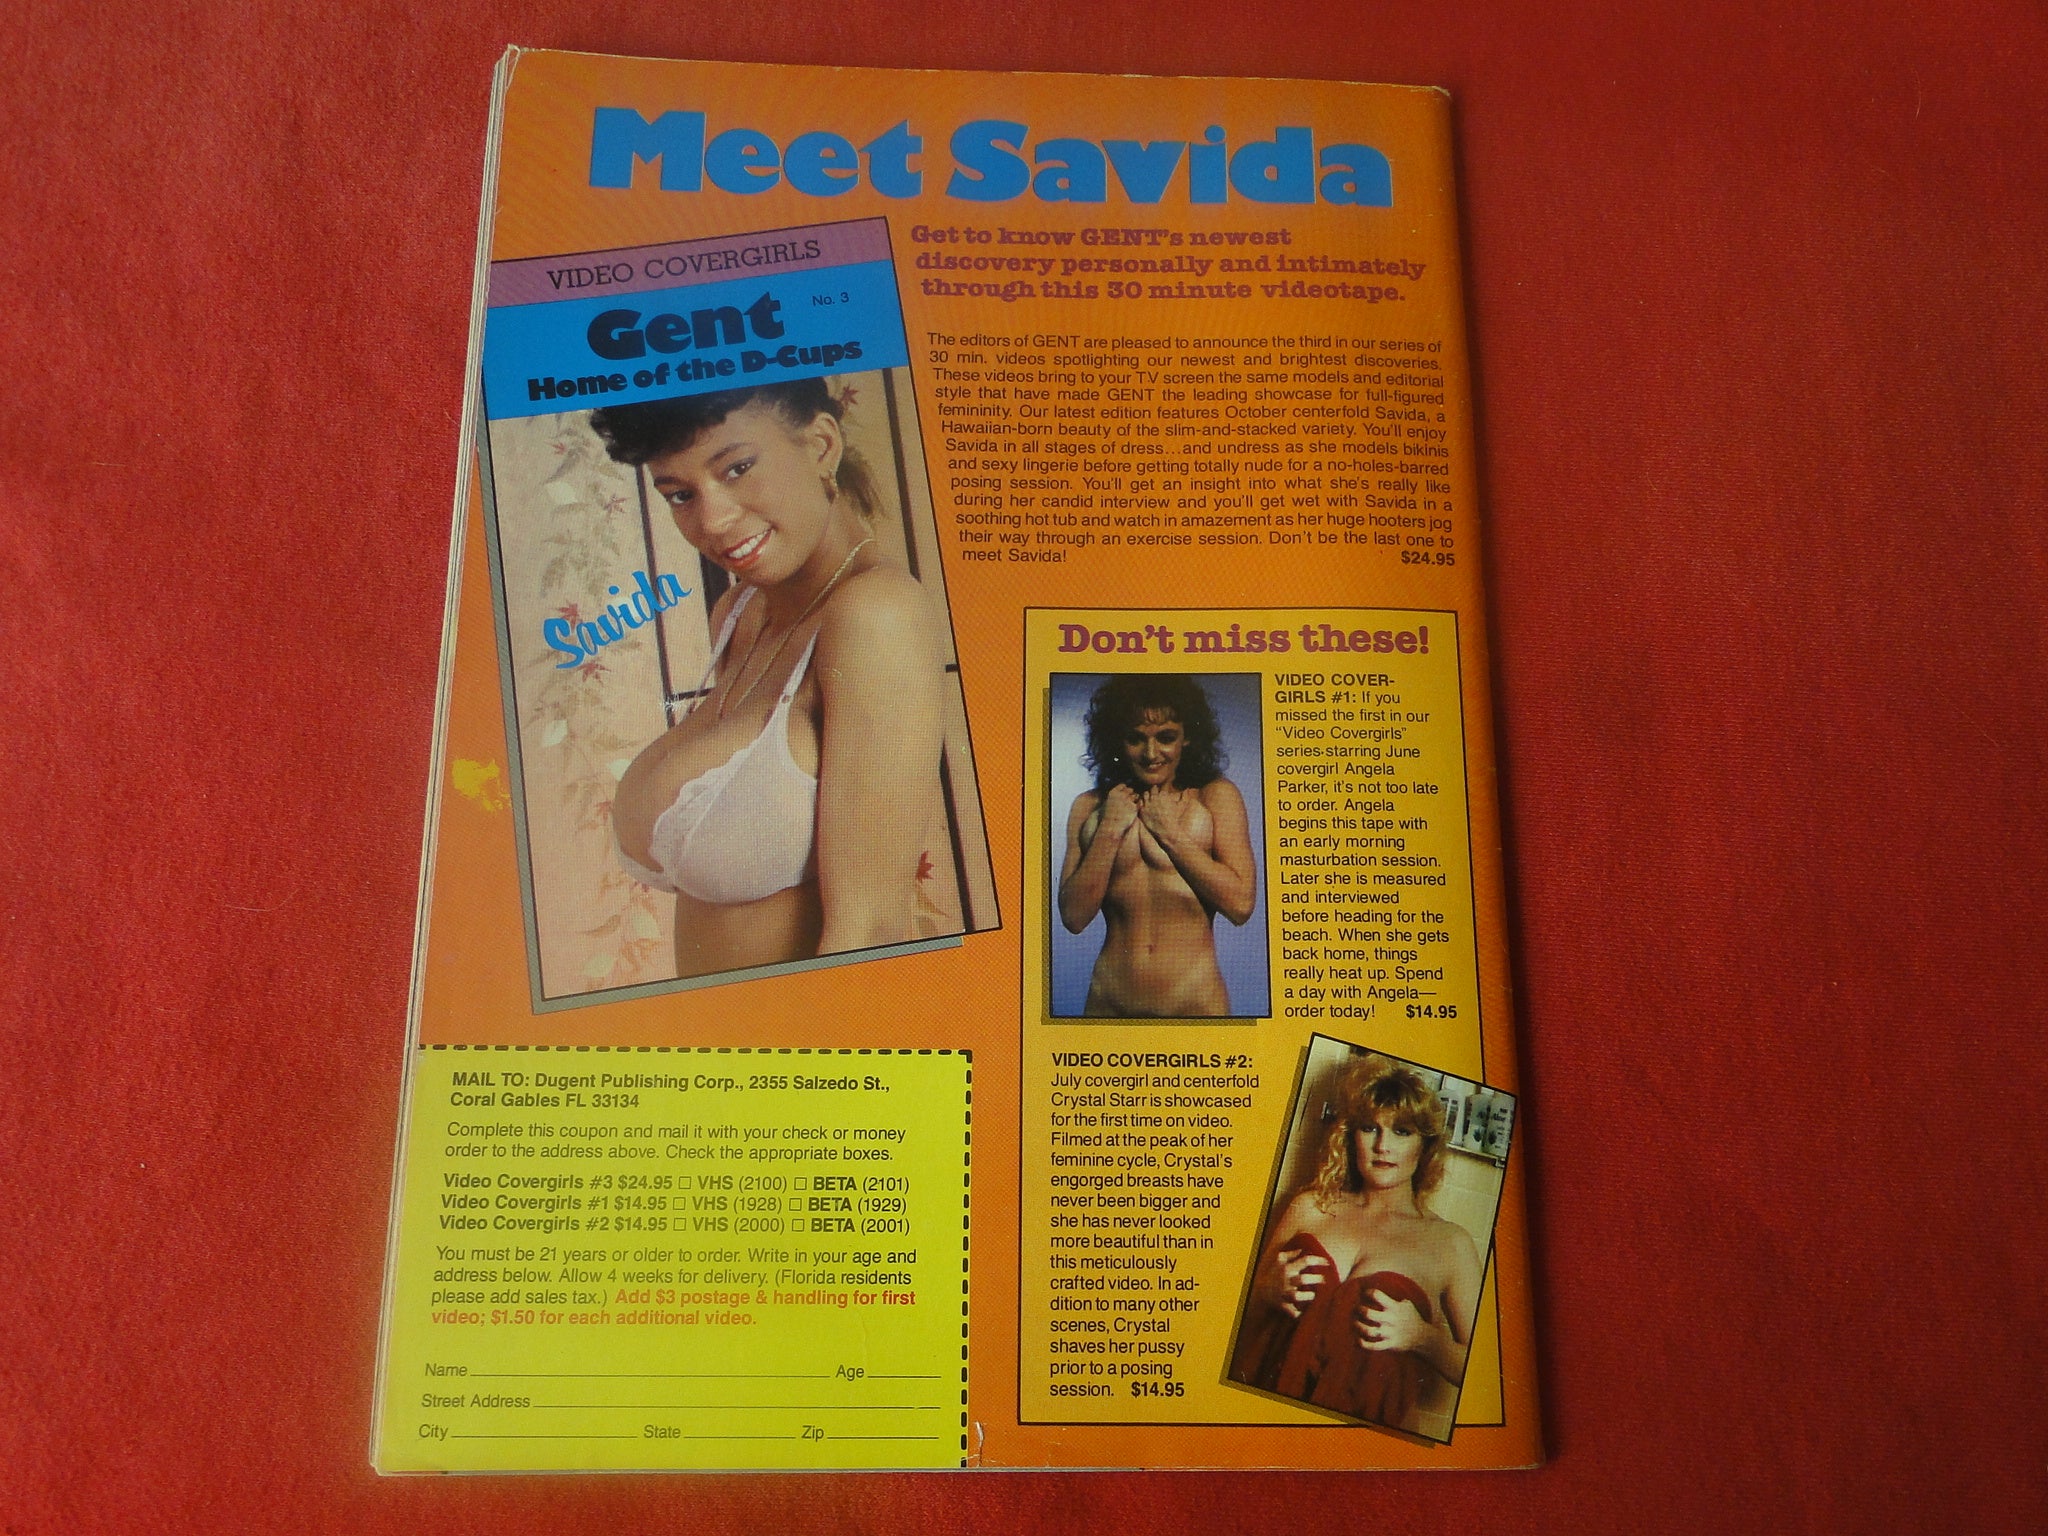 Meet Savida
VIDEO COVERGIRLS
Gent
No. 3
Home of the D-Cups
Savida
Get to know GENT's newest
discovery personally and intimately
through this 30 minute videotape.
The editors of GENT are pleased to announce the third in our series of
30 min. videos spotlighting our newest and brightest discoveries.
These videos bring to your TV screen the same models and editorial
style that have made GENT the leading showcase for full-figured
femininity. Our latest edition features October centerfold Savida, a
Hawaiian-born beauty of the slim-and-stacked variety. You'll enjoy
Savida in all stages of dress...and undress as she models bikinis
and sexy lingerie before getting totally nude for a no-holes-barred
posing session. You'll get an insight into what she's really like
during her candid interview and you'll get wet with Savida in a
soothing hot tub and watch in amazement as her huge hooters jog
their way through an exercise session. Don't be the last one to
meet Savida! $24.95
Don't miss these!
VIDEO COVER-
GIRLS #1: If you
missed the first in our
"Video Covergirls"
series-starring June
covergirl Angela
Parker, it's not too late
to order. Angela
begins this tape with
an early morning
masturbation session.
Later she is measured
and interviewed
before heading for the
beach. When she gets
back home, things
really heat up. Spend
a day with Angela—
order today! $14.95
VIDEO COVERGIRLS #2:
July covergirl and centerfold
Crystal Starr is showcased
for the first time on video.
Filmed at the peak of her
feminine cycle, Crystal's
engorged breasts have
never been bigger and
she has never looked
more beautiful than in
this meticulously
crafted video. In ad-
dition to many other
scenes, Crystal
shaves her pussy
prior to a posing
session. $14.95
MAIL TO: Dugent Publishing Corp., 2355 Salzedo St.,
Coral Gables FL 33134
Complete this coupon and mail it with your check or money
order to the address above. Check the appropriate boxes.
Video Covergirls #3 $24.95 □ VHS (2100) □ BETA (2101)
Video Covergirls #1 $14.95 □ VHS (1928) □ BETA (1929)
Video Covergirls #2 $14.95 □ VHS (2000) □ BETA (2001)
You must be 21 years or older to order. Write in your age and
address below. Allow 4 weeks for delivery. (Florida residents
please add sales tax.) Add $3 postage & handling for first
video; $1.50 for each additional video.
Name Age
Street Address
City State Zip